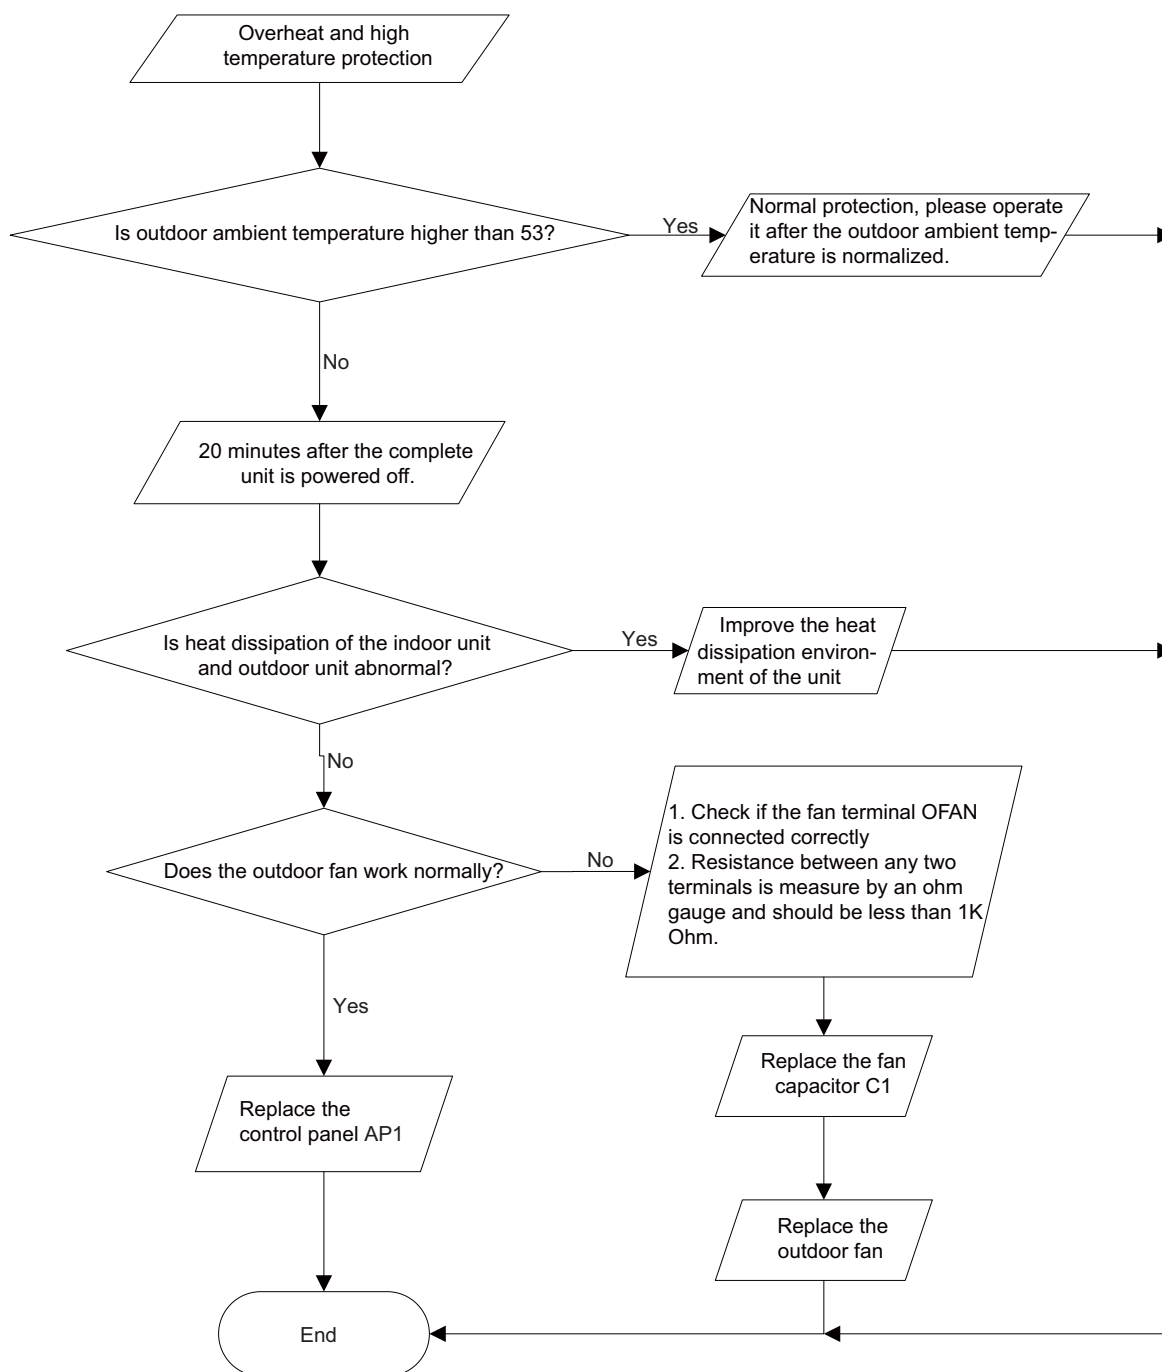 Overheat and high
temperature protection
Is outdoor ambient temperature higher than 53?
Yes
Normal protection, please operate
it after the outdoor ambient temp-
erature is normalized.
No
20 minutes after the complete
unit is powered off.
Is heat dissipation of the indoor unit
and outdoor unit abnormal?
Yes
Improve the heat
dissipation environ-
ment of the unit
No
Does the outdoor fan work normally?
No
1. Check if the fan terminal OFAN
is connected correctly
2. Resistance between any two
terminals is measure by an ohm
gauge and should be less than 1K
Ohm.
Yes
Replace the fan
capacitor C1
Replace the
control panel AP1
Replace the
outdoor fan
End